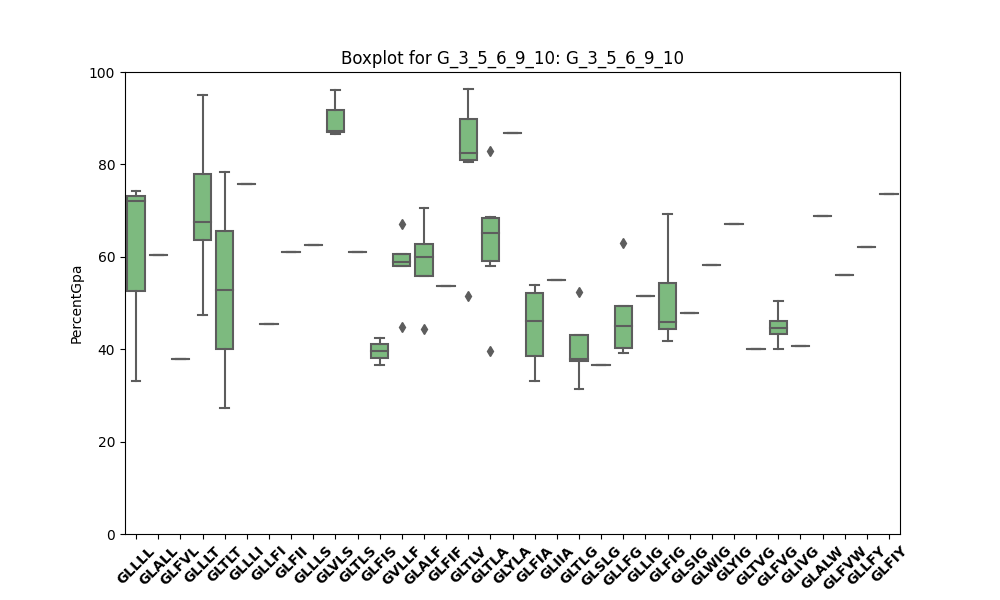 Boxplot for G_3_5_6_9_10: G_3_5_6_9_10
PercentGpa
100
80
60
40
20
0
GLLLL
GLALL
GLFVL
GLLLT
GLTLT
GLLLI
GLLFI
GLFII
GLLLS
GLVLS
GLTLS
GLFIS
GVLLF
GLALF
GLFIF
GLTLV
GLTLA
GLYLA
GLFIA
GLIIA
GLTLG
GLSLG
GLLFG
GLLIG
GLFIG
GLSIG
GLWIG
GLYIG
GLTVG
GLFVG
GLIVG
GLALW
GLFVW
GLLFY
GLFIY